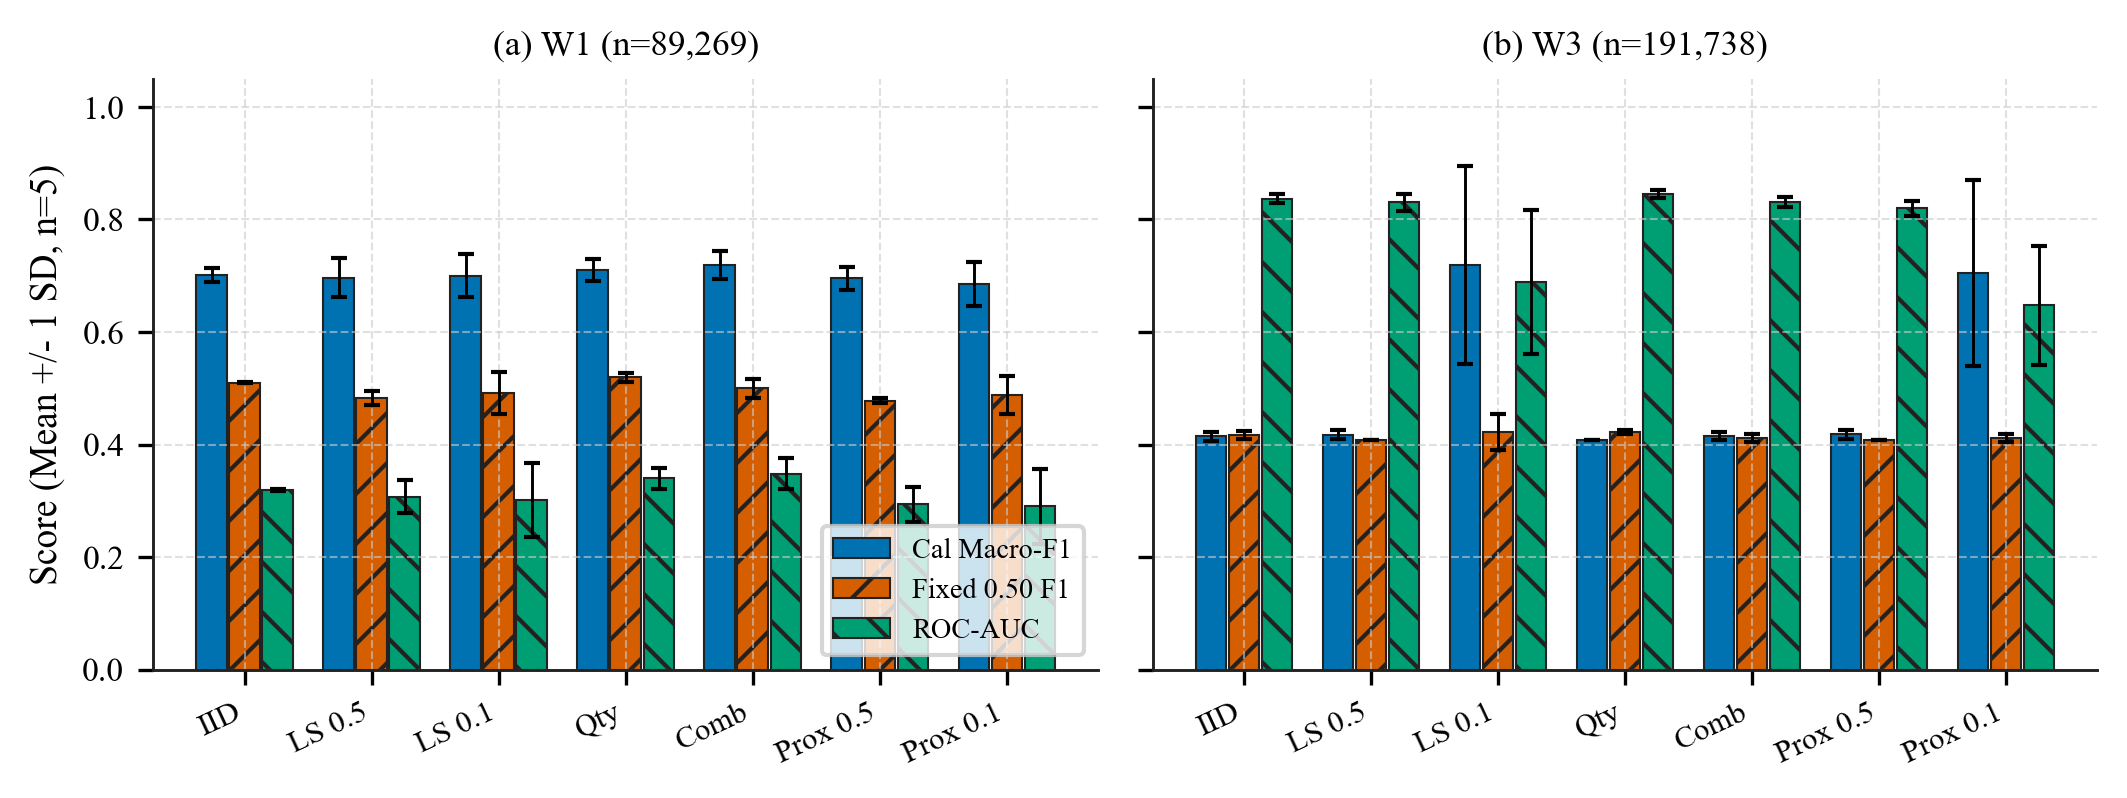 (a) W1 (n=89,269)
(b) W3 (n=191,738)
Score (Mean +/- 1 SD, n=5)
1.0
0.8
0.6
0.4
0.2
0.0
Cal Macro-F1
Fixed 0.50 F1
ROC-AUC
IID
LS 0.5
LS 0.1
Qty
Comb
Prox 0.5
Prox 0.1
IID
LS 0.5
LS 0.1
Qty
Comb
Prox 0.5
Prox 0.1